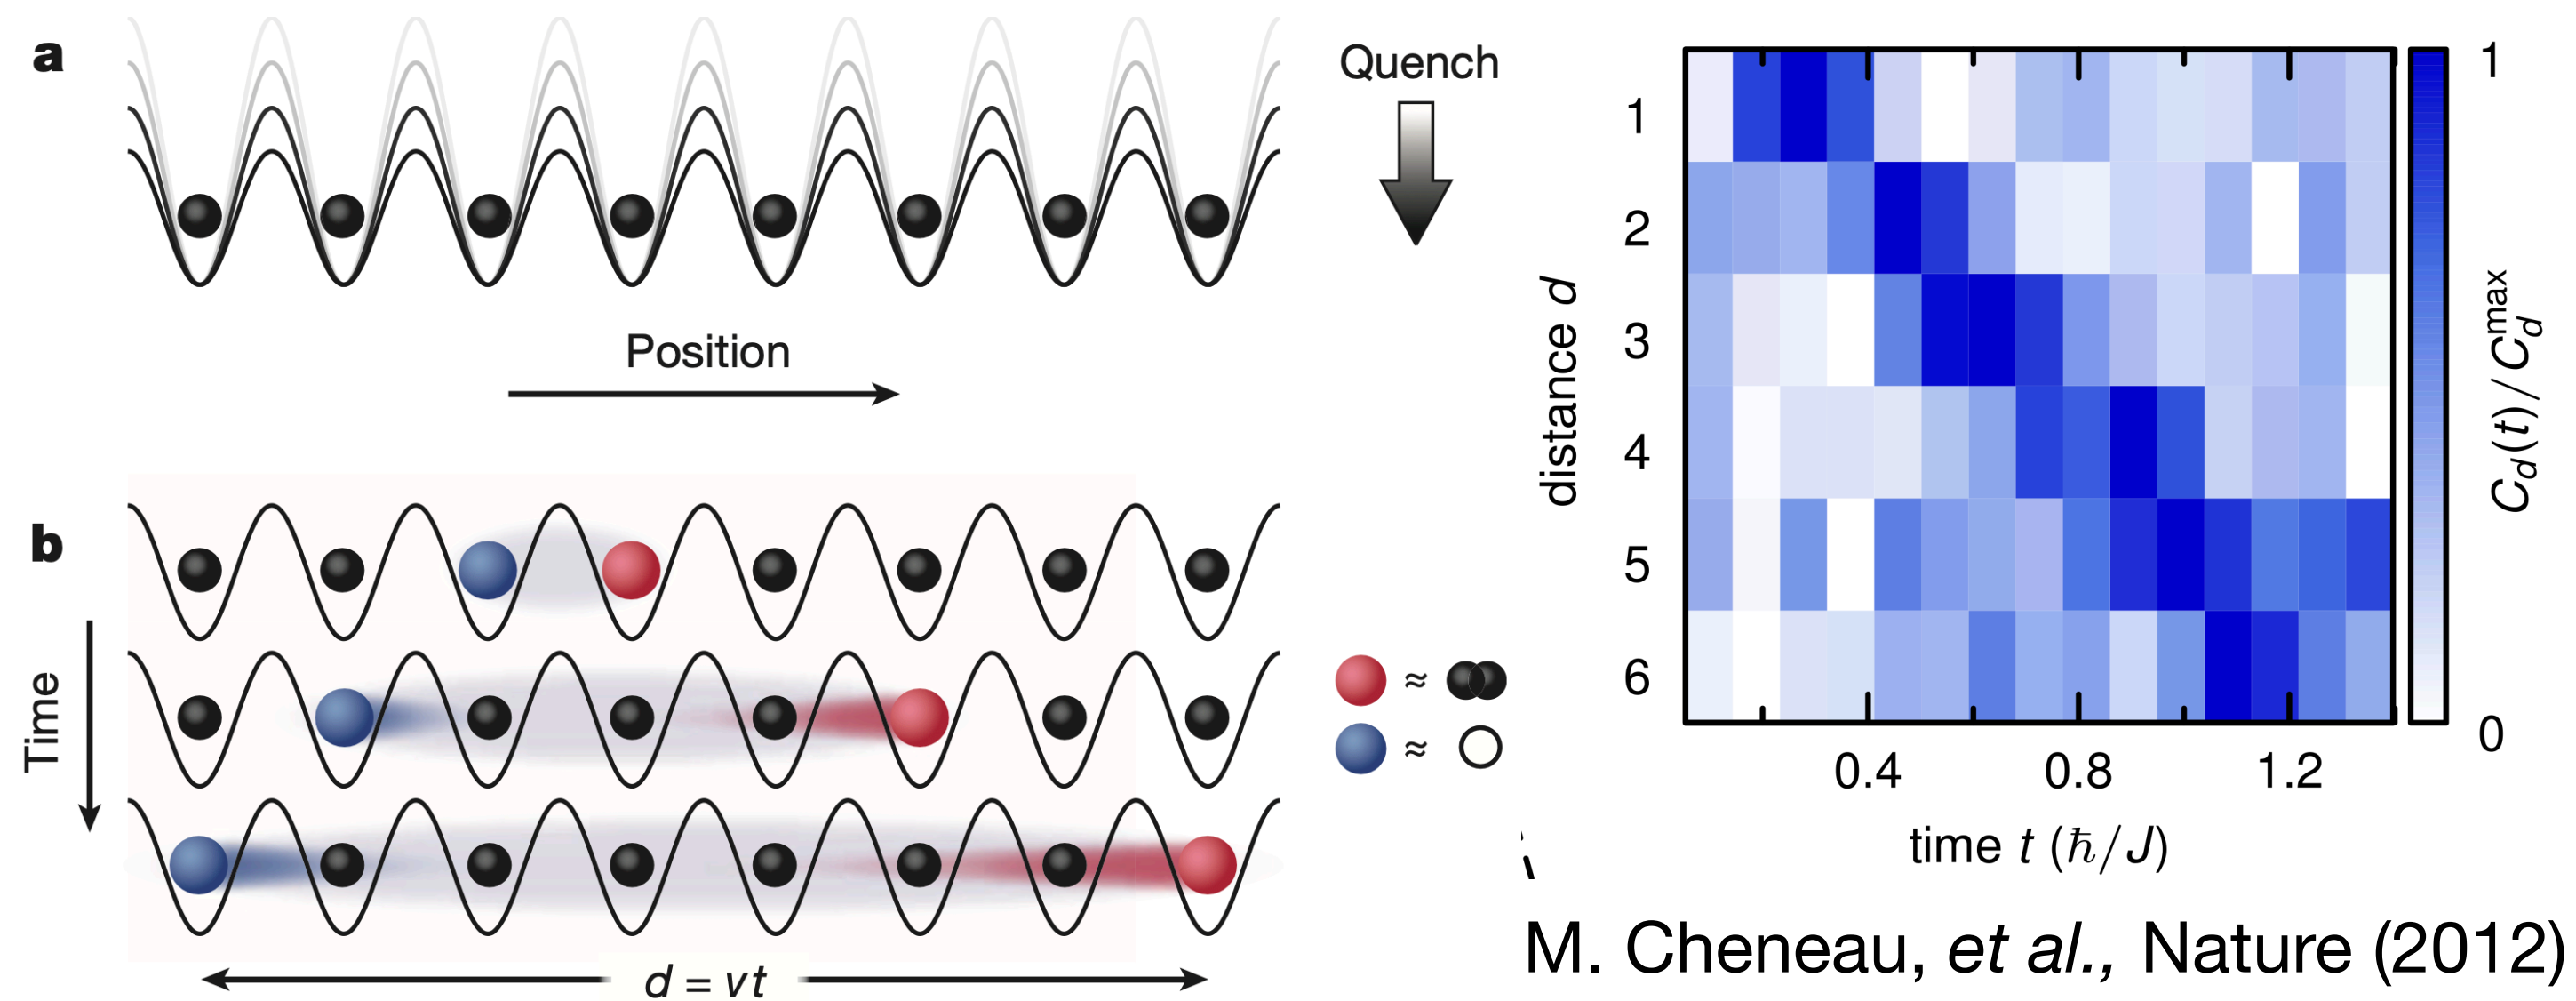 a
Quench
Position
b
Time
≈
≈
d = vt
1
2
3
4
5
6
distance d
0.4
0.8
1.2
time t (ħ/J)
1
0
C_d(t) / C_d^max
M. Cheneau, et al., Nature (2012)